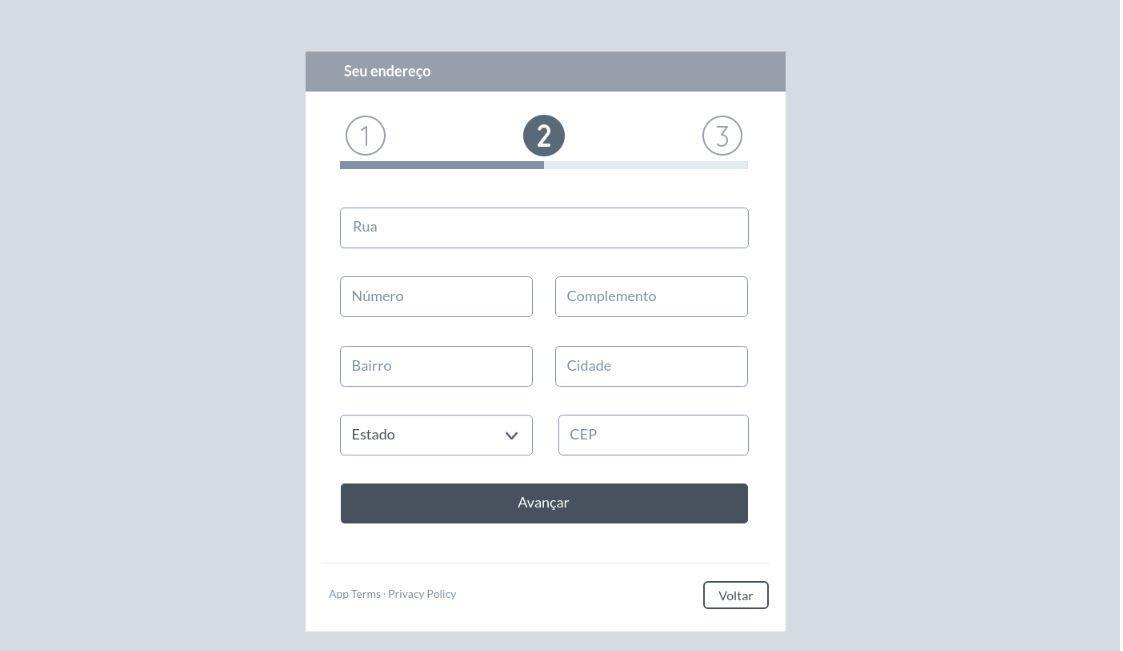 Seu endereço
1 2 3
Rua
Número Complemento
Bairro Cidade
Estado CEP
Avançar
App Terms · Privacy Policy Voltar